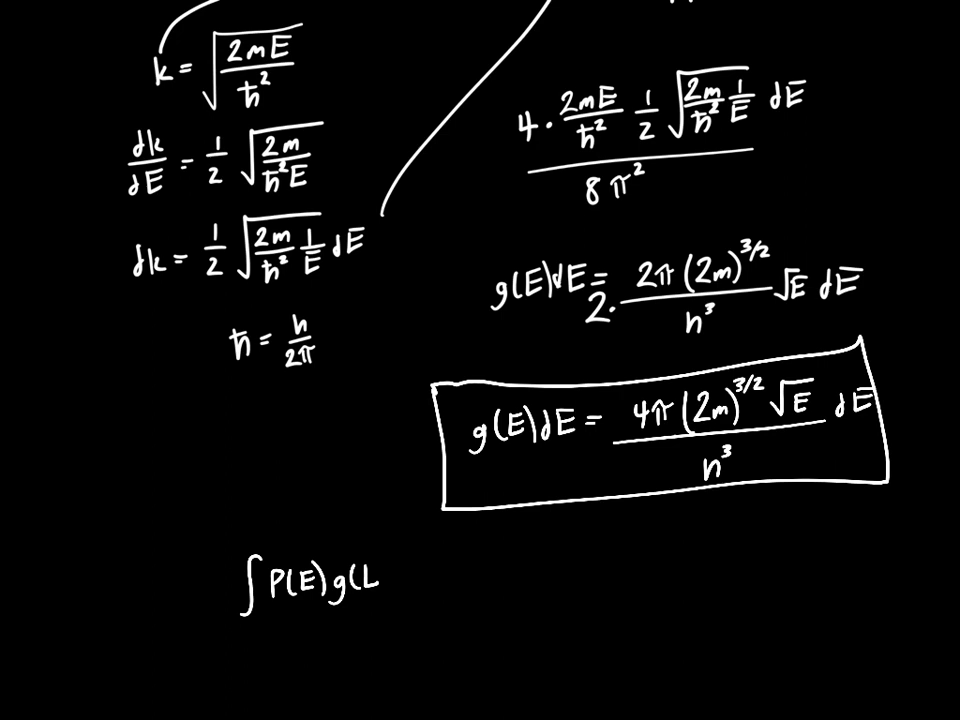 k = √(2mE/ħ²)
dk/dE = 1/2 √(2m/ħ²E)
dk = 1/2 √(2m/ħ² 1/E) dE
ħ = h/2π
4 · 2mE/ħ² 1/2 √(2m/ħ² 1/E) dE / 8π²
g(E)dE = 2 · 2π(2m)^3/2 / h³ √E dE
g(E)dE = 4π(2m)^3/2 √E / h³ dE
∫ P(E) g(